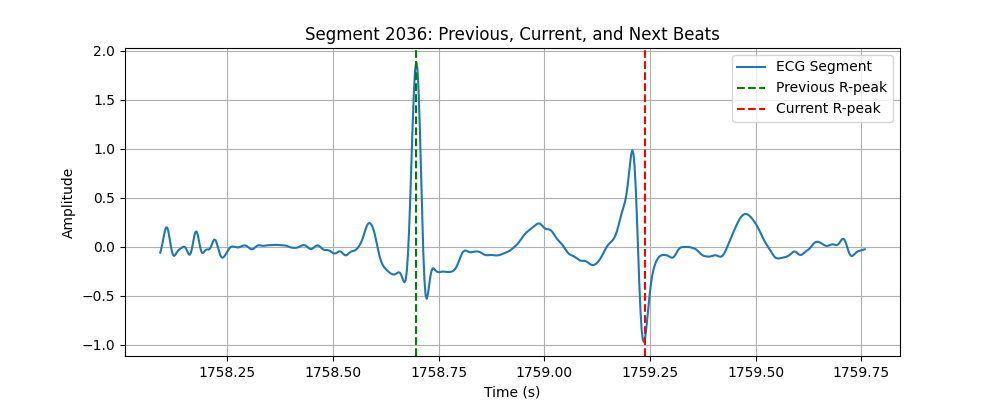 Segment 2036: Previous, Current, and Next Beats
2.0
1.5
1.0
0.5
0.0
−0.5
−1.0
Amplitude
ECG Segment
Previous R-peak
Current R-peak
1758.25 1758.50 1758.75 1759.00 1759.25 1759.50 1759.75
Time (s)